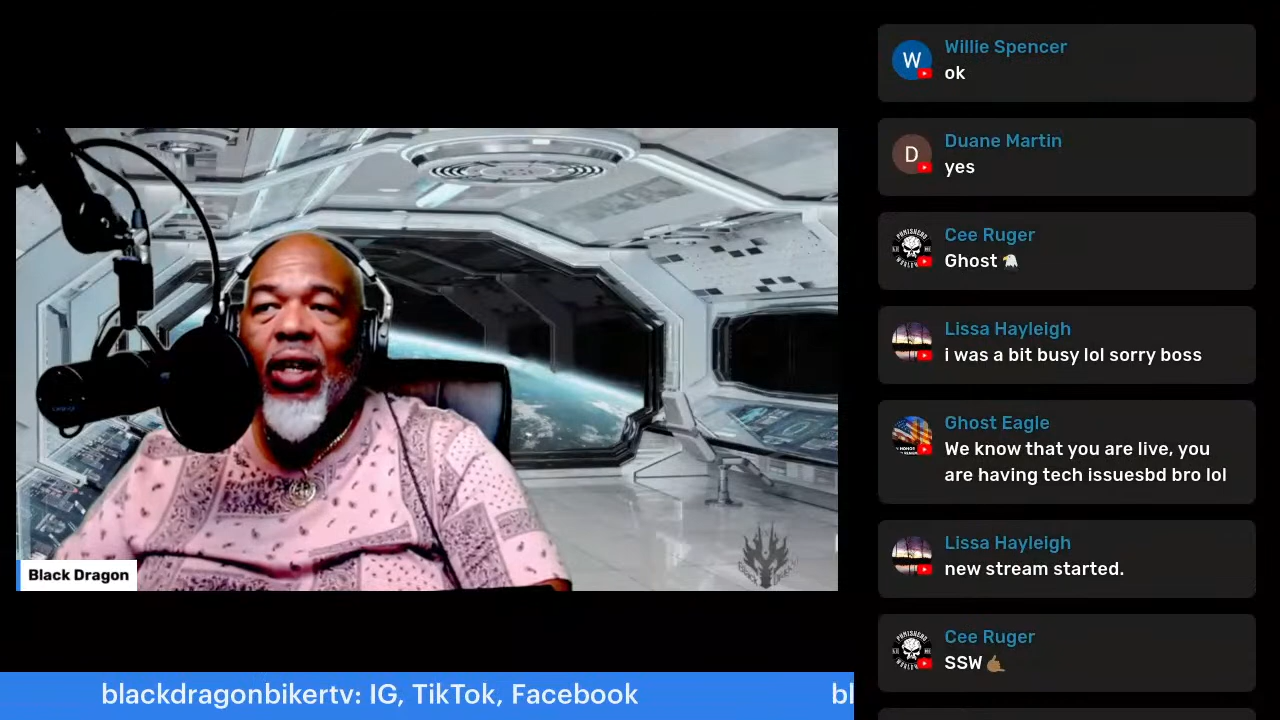 Willie Spencer
W
ok
Duane Martin
D
yes
Cee Ruger
Ghost 🦅
Lissa Hayleigh
i was a bit busy lol sorry boss
Ghost Eagle
We know that you are live, you
are having tech issuesbd bro lol
Lissa Hayleigh
new stream started.
Cee Ruger
SSW 🤙🏽
Black Dragon
blackdragonbikertv: IG, TikTok, Facebook
bl